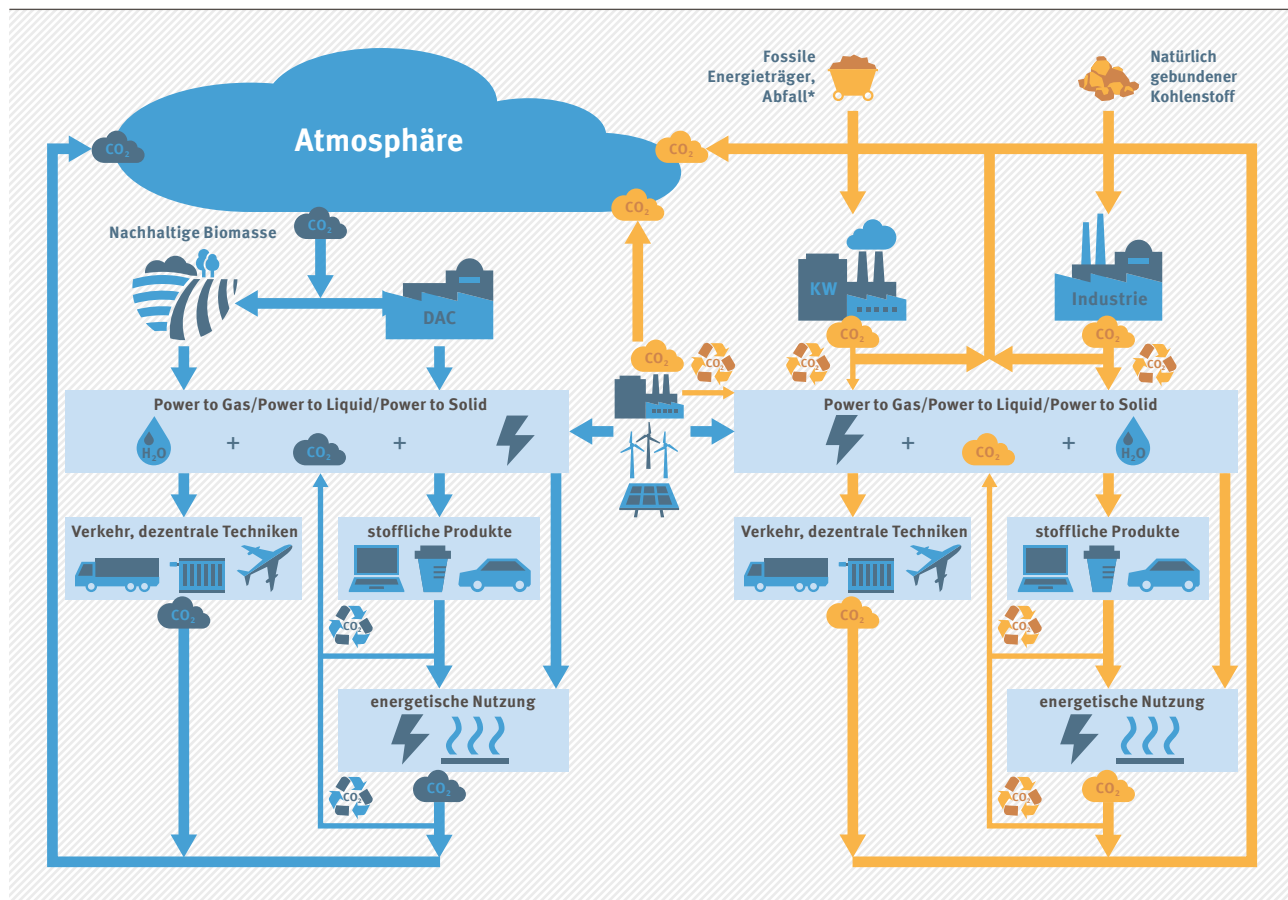 Fossile
Energieträger,
Abfall*
Natürlich
gebundener
Kohlenstoff
Atmosphäre
CO₂
CO₂
CO₂
CO₂
Nachhaltige Biomasse
DAC
KW
Industrie
CO₂
CO₂
CO₂
CO₂
CO₂
CO₂
Power to Gas/Power to Liquid/Power to Solid
H₂O
+
CO₂
+
Power to Gas/Power to Liquid/Power to Solid
+
CO₂
+
H₂O
Verkehr, dezentrale Techniken
stoffliche Produkte
Verkehr, dezentrale Techniken
stoffliche Produkte
CO₂
CO₂
CO₂
CO₂
energetische Nutzung
energetische Nutzung
CO₂
CO₂
CO₂
CO₂